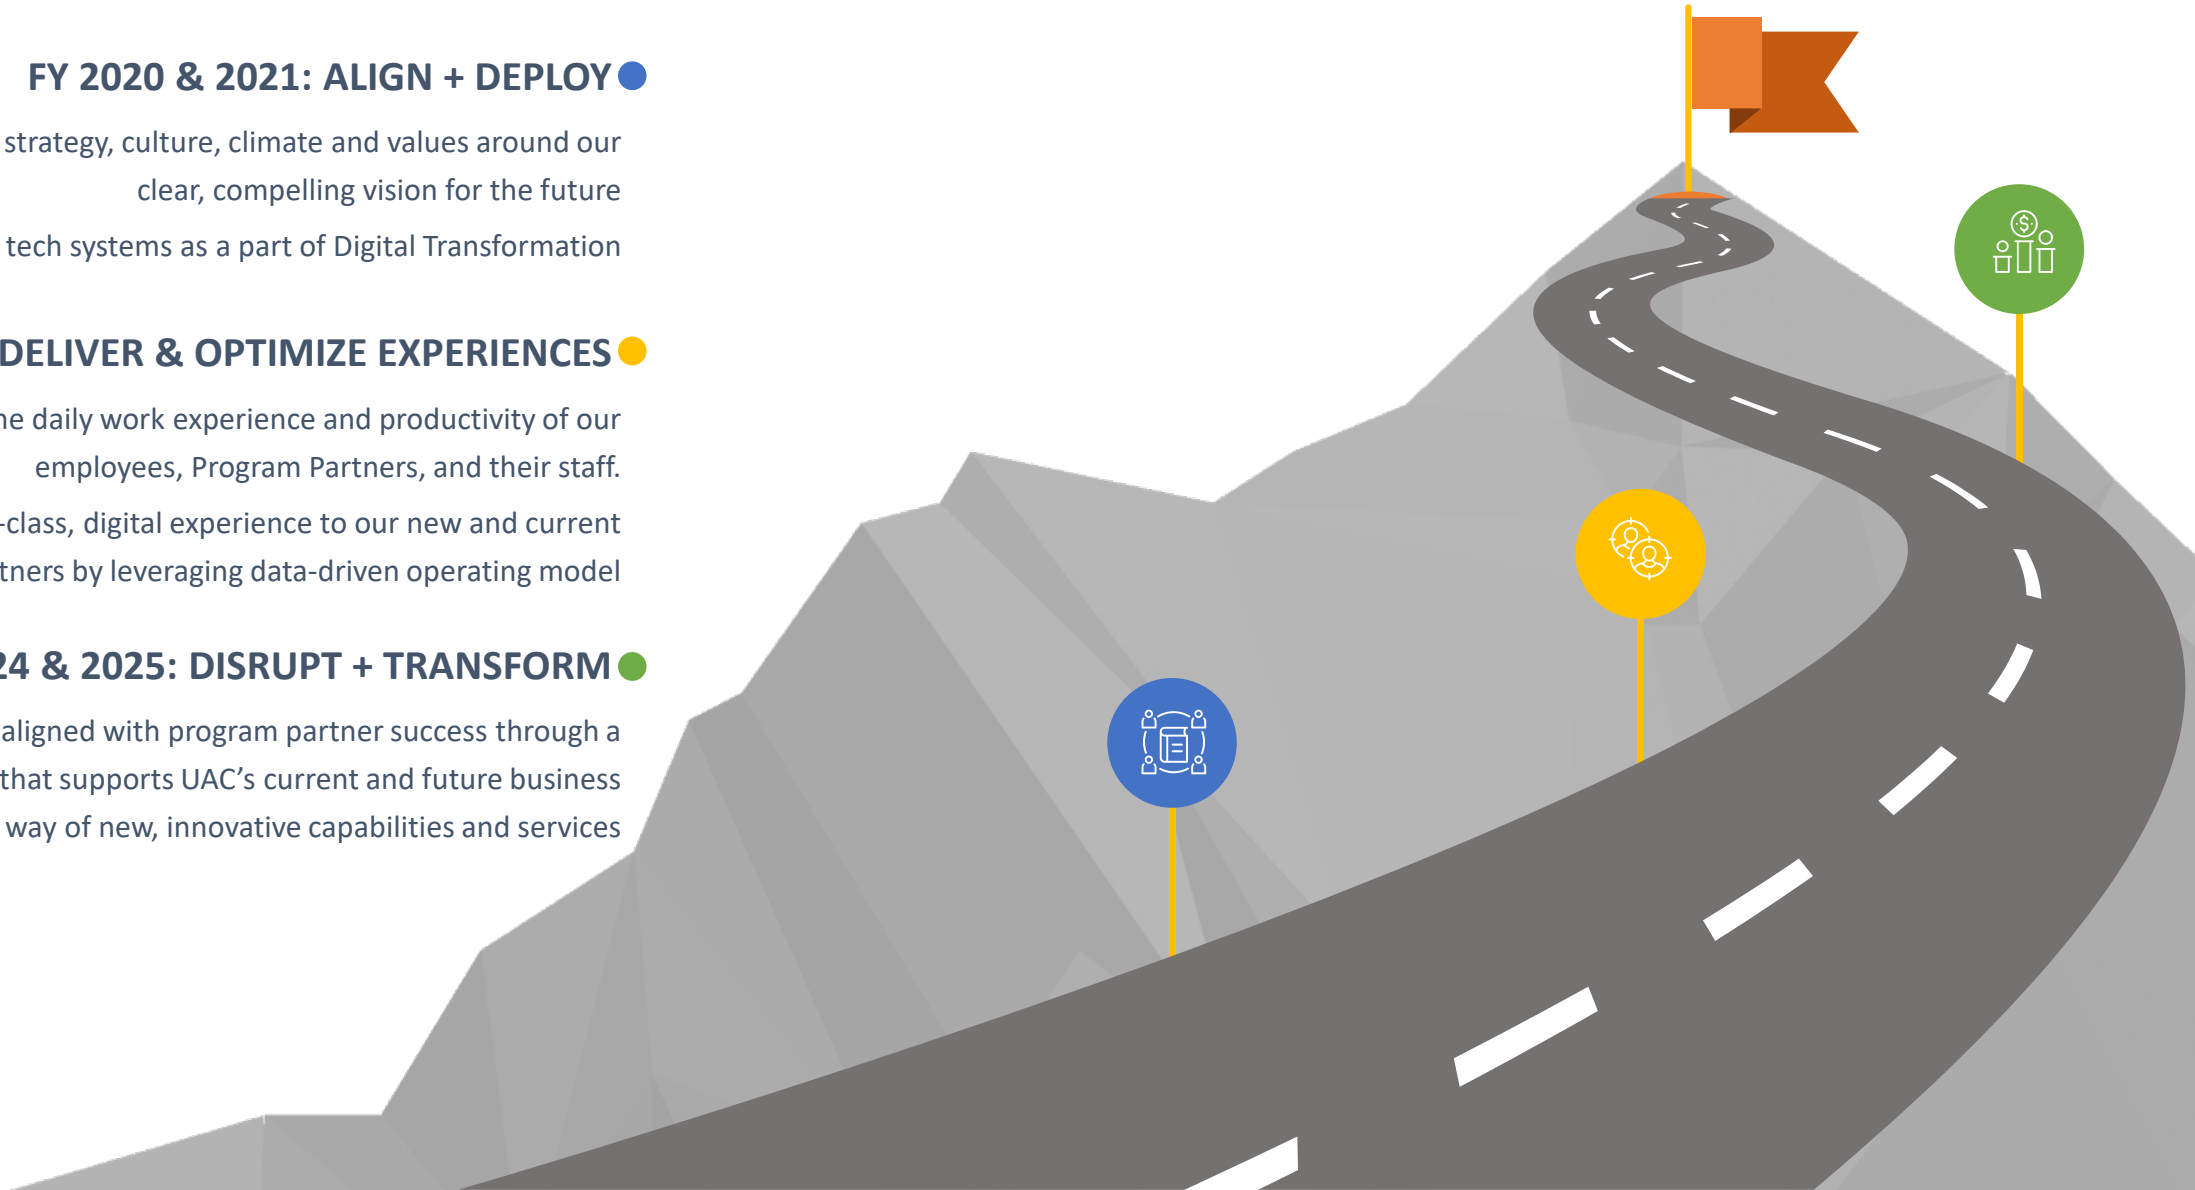 FY 2020 & 2021: ALIGN + DEPLOY
strategy, culture, climate and values around our
clear, compelling vision for the future
tech systems as a part of Digital Transformation
DELIVER & OPTIMIZE EXPERIENCES
daily work experience and productivity of our
employees, Program Partners, and their staff.
-class, digital experience to our new and current
by leveraging data-driven operating model
& 2025: DISRUPT + TRANSFORM
aligned with program partner success through a
that supports UAC's current and future business
way of new, innovative capabilities and services
$